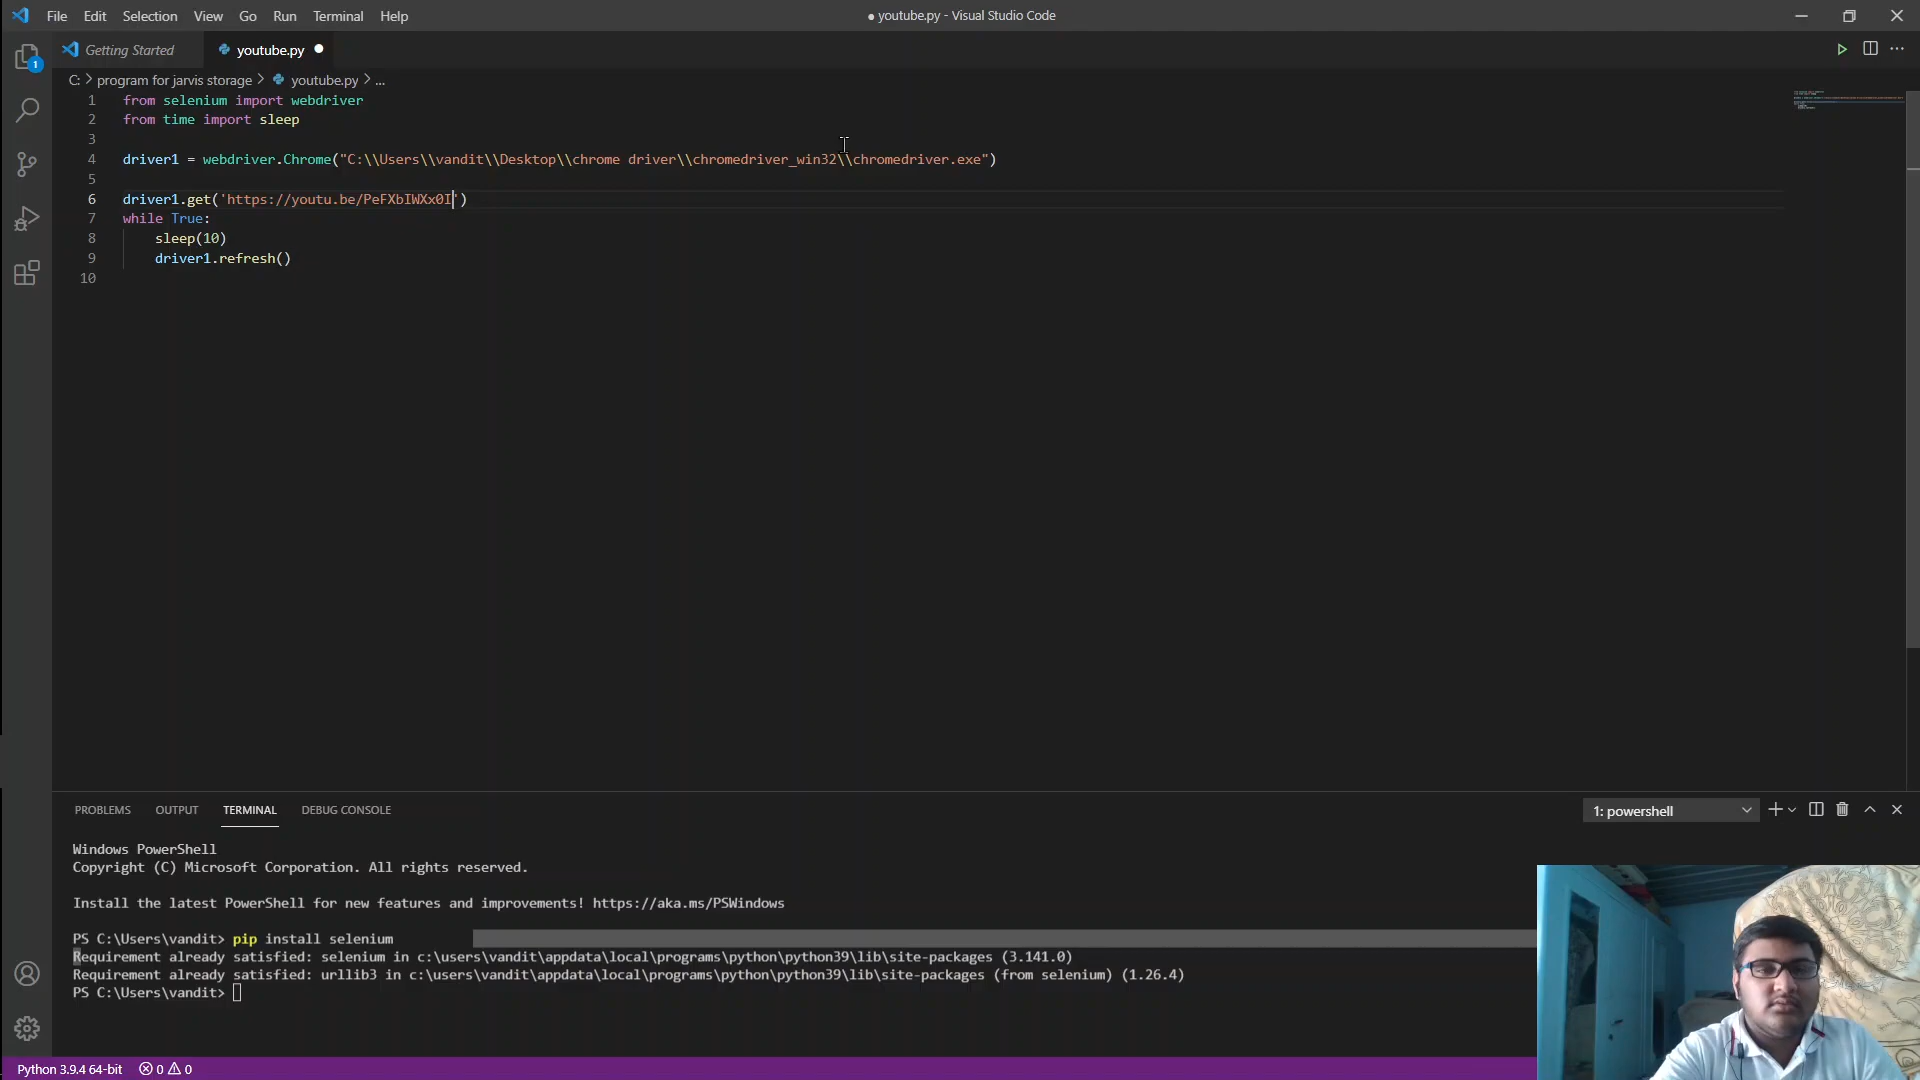 File Edit Selection View Go Run Terminal Help
● youtube.py - Visual Studio Code
Getting Started
youtube.py
C: > program for jarvis storage > youtube.py > ...
1
1 from selenium import webdriver
2 from time import sleep
3
4 driver1 = webdriver.Chrome("C:\\Users\\vandit\\Desktop\\chrome driver\\chromedriver_win32\\chromedriver.exe")
5
6 driver1.get('https://youtu.be/PeFXbIWXx0I')
7 while True:
8     sleep(10)
9     driver1.refresh()
10
PROBLEMS OUTPUT TERMINAL DEBUG CONSOLE
1: powershell
Windows PowerShell
Copyright (C) Microsoft Corporation. All rights reserved.
Install the latest PowerShell for new features and improvements! https://aka.ms/PSWindows
PS C:\Users\vandit> pip install selenium
Requirement already satisfied: selenium in c:\users\vandit\appdata\local\programs\python\python39\lib\site-packages (3.141.0)
Requirement already satisfied: urllib3 in c:\users\vandit\appdata\local\programs\python\python39\lib\site-packages (from selenium) (1.26.4)
PS C:\Users\vandit>
Python 3.9.4 64-bit 0 0